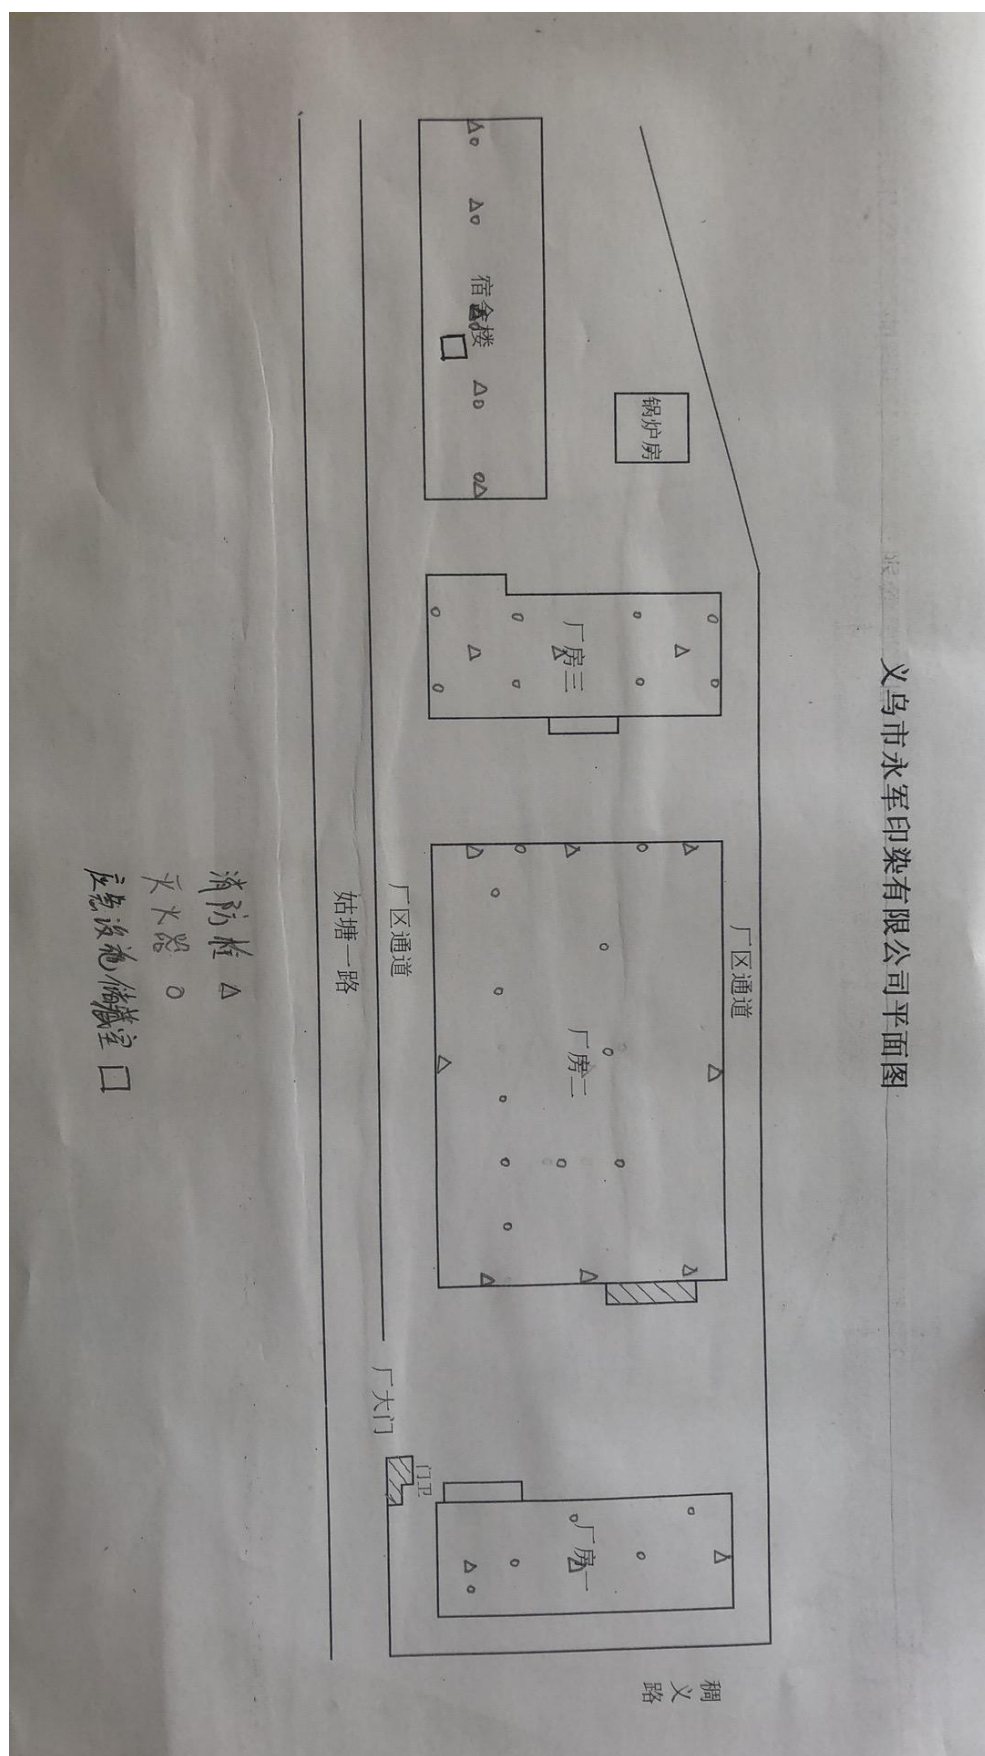 义乌市永军印染有限公司平面图
宿舍楼
锅炉房
厂房三
厂区通道
厂房二
厂区通道
姑塘一路
厂大门
门卫
厂房一
稠义路
消防栓 △
灭火器 ○
应急设施储藏室 □